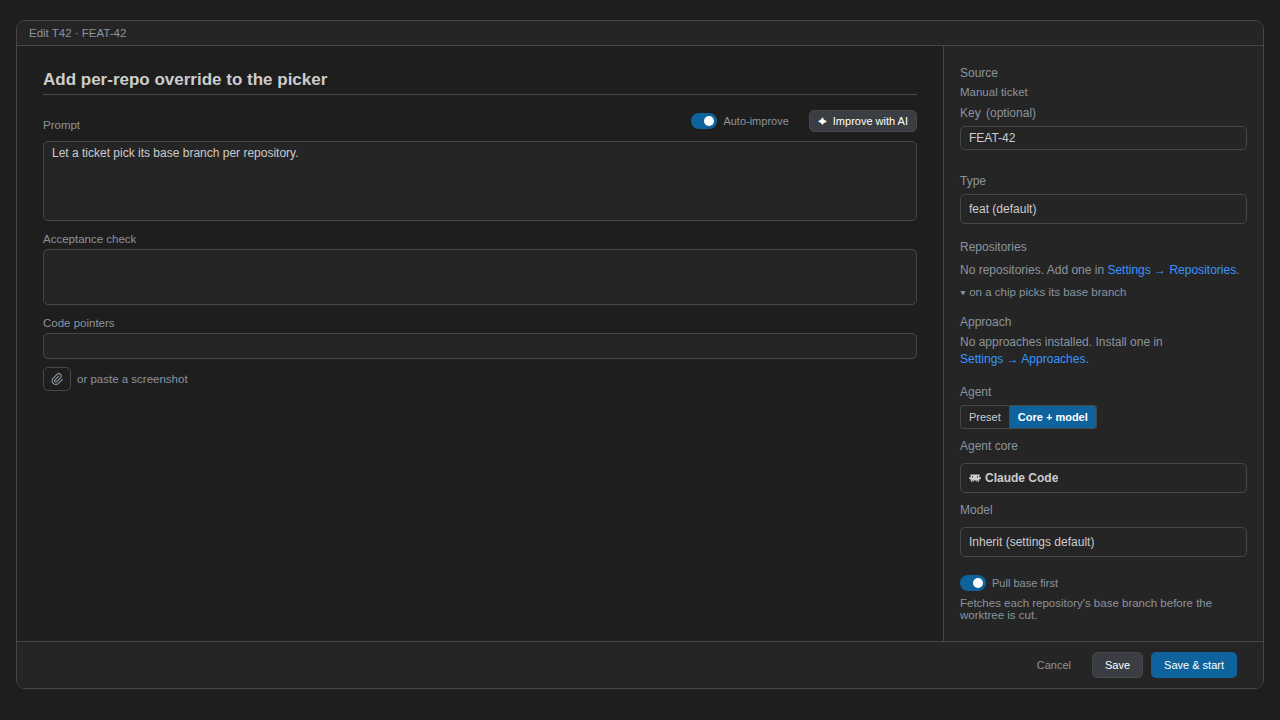 Edit T42 · FEAT-42
Add per-repo override to the picker
Prompt
Auto-improve
Improve with AI
Let a ticket pick its base branch per repository.
Acceptance check
Code pointers
or paste a screenshot
Source
Manual ticket
Key (optional)
FEAT-42
Type
feat (default)
Repositories
No repositories. Add one in Settings → Repositories.
▾ on a chip picks its base branch
Approach
No approaches installed. Install one in
Settings → Approaches.
Agent
Preset
Core + model
Agent core
Claude Code
Model
Inherit (settings default)
Pull base first
Fetches each repository's base branch before the
worktree is cut.
Cancel
Save
Save & start